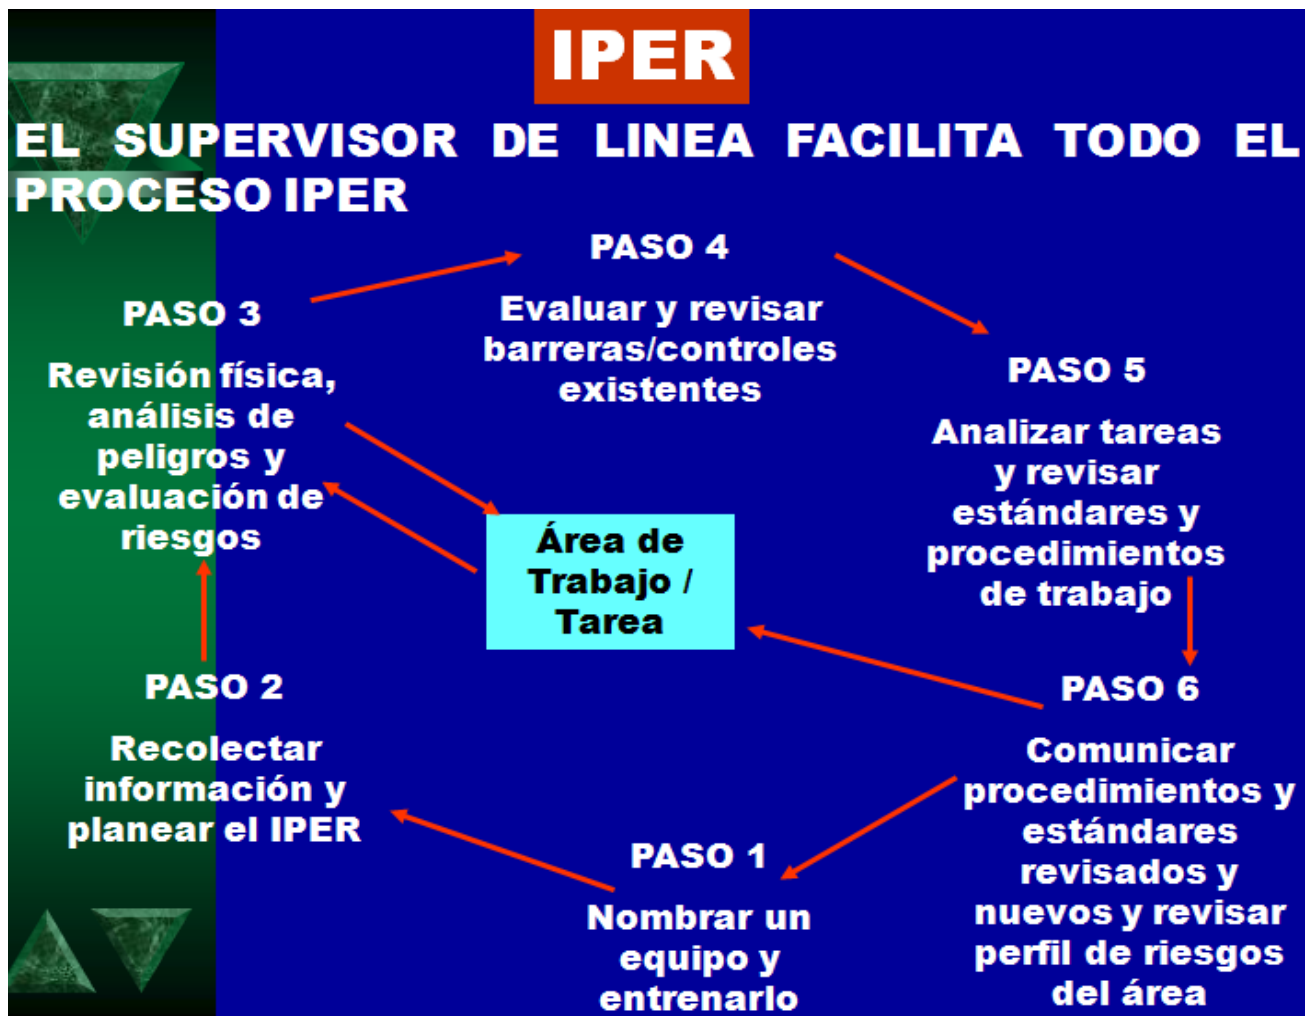 IPER
EL SUPERVISOR DE LINEA FACILITA TODO EL
PROCESO IPER
PASO 4
Evaluar y revisar
barreras/controles
existentes
PASO 3
Revisión física,
análisis de
peligros y
evaluación de
riesgos
PASO 5
Analizar tareas
y revisar
estándares y
procedimientos
de trabajo
Área de
Trabajo /
Tarea
PASO 2
Recolectar
información y
planear el IPER
PASO 6
Comunicar
procedimientos y
estándares
revisados y
nuevos y revisar
perfil de riesgos
del área
PASO 1
Nombrar un
equipo y
entrenarlo